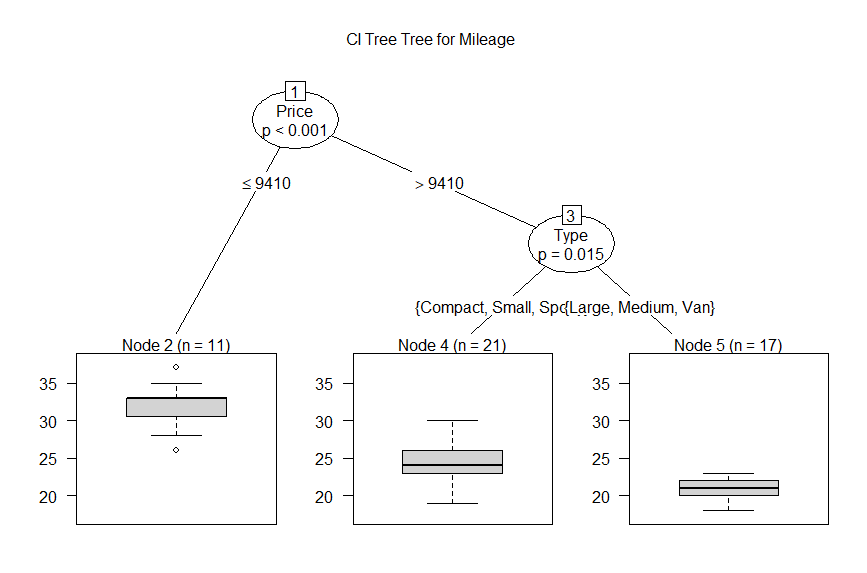 CI Tree Tree for Mileage
1
Price
p < 0.001
≤ 9410
> 9410
3
Type
p = 0.015
{Compact, Small, {Large, Medium, Van}
Node 2 (n = 11)
Node 4 (n = 21)
Node 5 (n = 17)
35
30
25
20
35
30
25
20
35
30
25
20